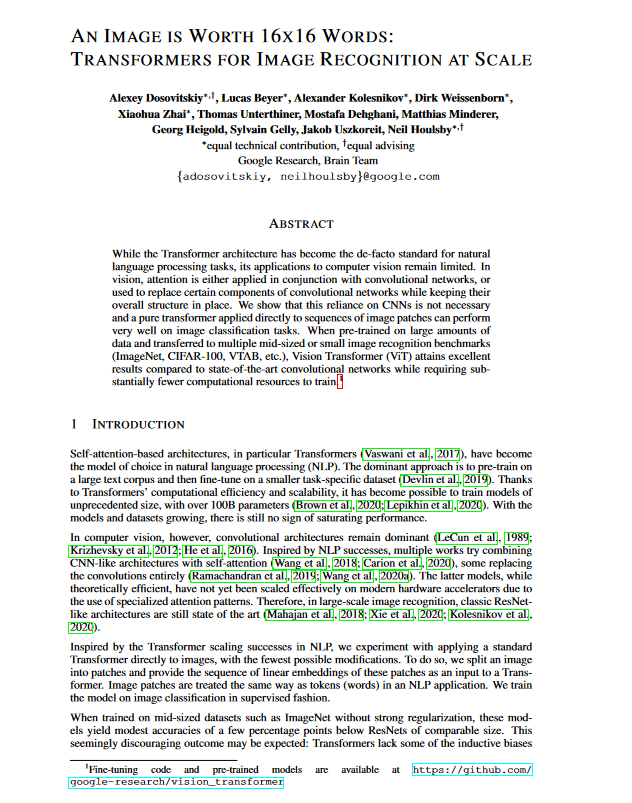 AN IMAGE IS WORTH 16X16 WORDS:
TRANSFORMERS FOR IMAGE RECOGNITION AT SCALE
Alexey Dosovitskiy*,†, Lucas Beyer*, Alexander Kolesnikov*, Dirk Weissenborn*,
Xiaohua Zhai*, Thomas Unterthiner, Mostafa Dehghani, Matthias Minderer,
Georg Heigold, Sylvain Gelly, Jakob Uszkoreit, Neil Houlsby*,†
*equal technical contribution, †equal advising
Google Research, Brain Team
{adosovitskiy, neilhoulsby}@google.com
ABSTRACT
While the Transformer architecture has become the de-facto standard for natural
language processing tasks, its applications to computer vision remain limited. In
vision, attention is either applied in conjunction with convolutional networks, or
used to replace certain components of convolutional networks while keeping their
overall structure in place. We show that this reliance on CNNs is not necessary
and a pure transformer applied directly to sequences of image patches can perform
very well on image classification tasks. When pre-trained on large amounts of
data and transferred to multiple mid-sized or small image recognition benchmarks
(ImageNet, CIFAR-100, VTAB, etc.), Vision Transformer (ViT) attains excellent
results compared to state-of-the-art convolutional networks while requiring sub-
stantially fewer computational resources to train.1
1 INTRODUCTION
Self-attention-based architectures, in particular Transformers (Vaswani et al., 2017), have become
the model of choice in natural language processing (NLP). The dominant approach is to pre-train on
a large text corpus and then fine-tune on a smaller task-specific dataset (Devlin et al., 2019). Thanks
to Transformers' computational efficiency and scalability, it has become possible to train models of
unprecedented size, with over 100B parameters (Brown et al., 2020; Lepikhin et al., 2020). With the
models and datasets growing, there is still no sign of saturating performance.
In computer vision, however, convolutional architectures remain dominant (LeCun et al., 1989;
Krizhevsky et al., 2012; He et al., 2016). Inspired by NLP successes, multiple works try combining
CNN-like architectures with self-attention (Wang et al., 2018; Carion et al., 2020), some replacing
the convolutions entirely (Ramachandran et al., 2019; Wang et al., 2020a). The latter models, while
theoretically efficient, have not yet been scaled effectively on modern hardware accelerators due to
the use of specialized attention patterns. Therefore, in large-scale image recognition, classic ResNet-
like architectures are still state of the art (Mahajan et al., 2018; Xie et al., 2020; Kolesnikov et al.,
2020).
Inspired by the Transformer scaling successes in NLP, we experiment with applying a standard
Transformer directly to images, with the fewest possible modifications. To do so, we split an image
into patches and provide the sequence of linear embeddings of these patches as an input to a Trans-
former. Image patches are treated the same way as tokens (words) in an NLP application. We train
the model on image classification in supervised fashion.
When trained on mid-sized datasets such as ImageNet without strong regularization, these mod-
els yield modest accuracies of a few percentage points below ResNets of comparable size. This
seemingly discouraging outcome may be expected: Transformers lack some of the inductive biases
1Fine-tuning code and pre-trained models are available at https://github.com/
google-research/vision_transformer